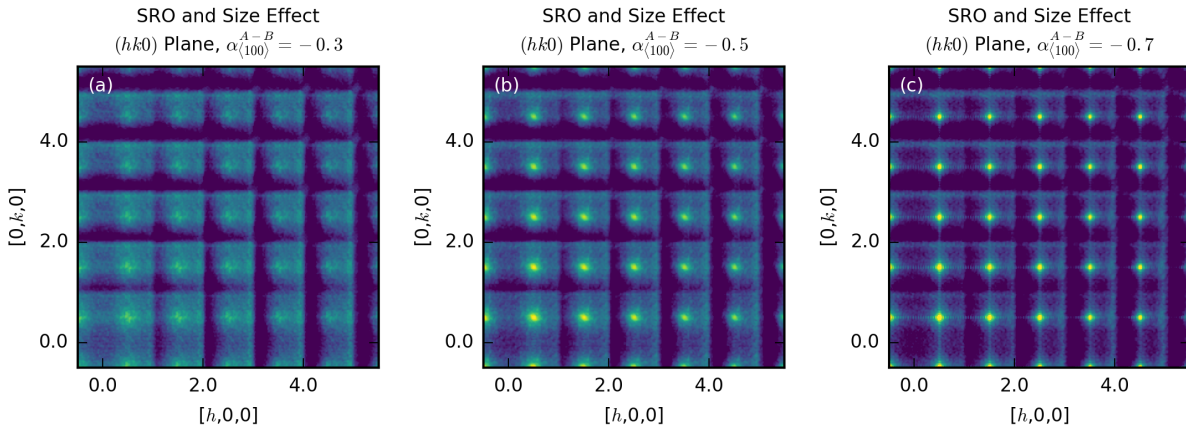 SRO and Size Effect
(hk0) Plane, α⟨100⟩^A−B = −0.3
(a)
4.0
2.0
0.0
[0,k,0]
0.0 2.0 4.0
[h,0,0]
SRO and Size Effect
(hk0) Plane, α⟨100⟩^A−B = −0.5
(b)
4.0
2.0
0.0
[0,k,0]
0.0 2.0 4.0
[h,0,0]
SRO and Size Effect
(hk0) Plane, α⟨100⟩^A−B = −0.7
(c)
4.0
2.0
0.0
[0,k,0]
0.0 2.0 4.0
[h,0,0]